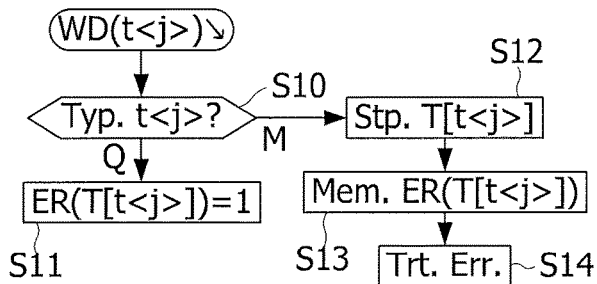 WD(t<j>)↘
S12
S10
Typ. t<j>?
Stp. T[t<j>]
M
Q
ER(T[t<j>])=1
Mem. ER(T[t<j>])
S11
S13
Trt. Err.
S14